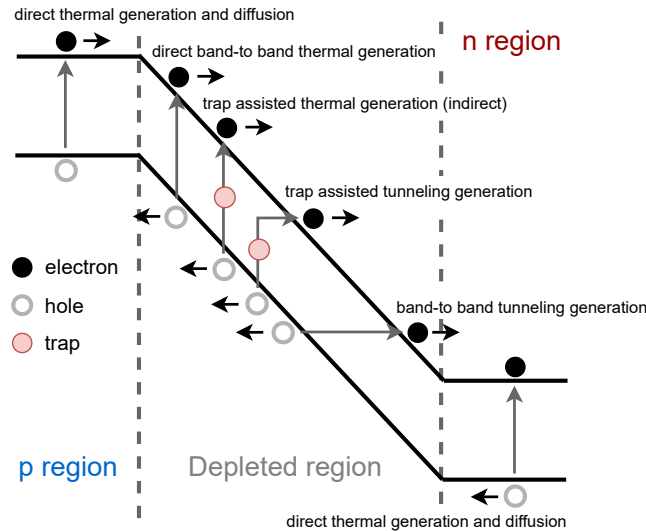 direct thermal generation and diffusion
n region
direct band-to band thermal generation
trap assisted thermal generation (indirect)
trap assisted tunneling generation
electron
hole
band-to band tunneling generation
trap
p region
Depleted region
direct thermal generation and diffusion